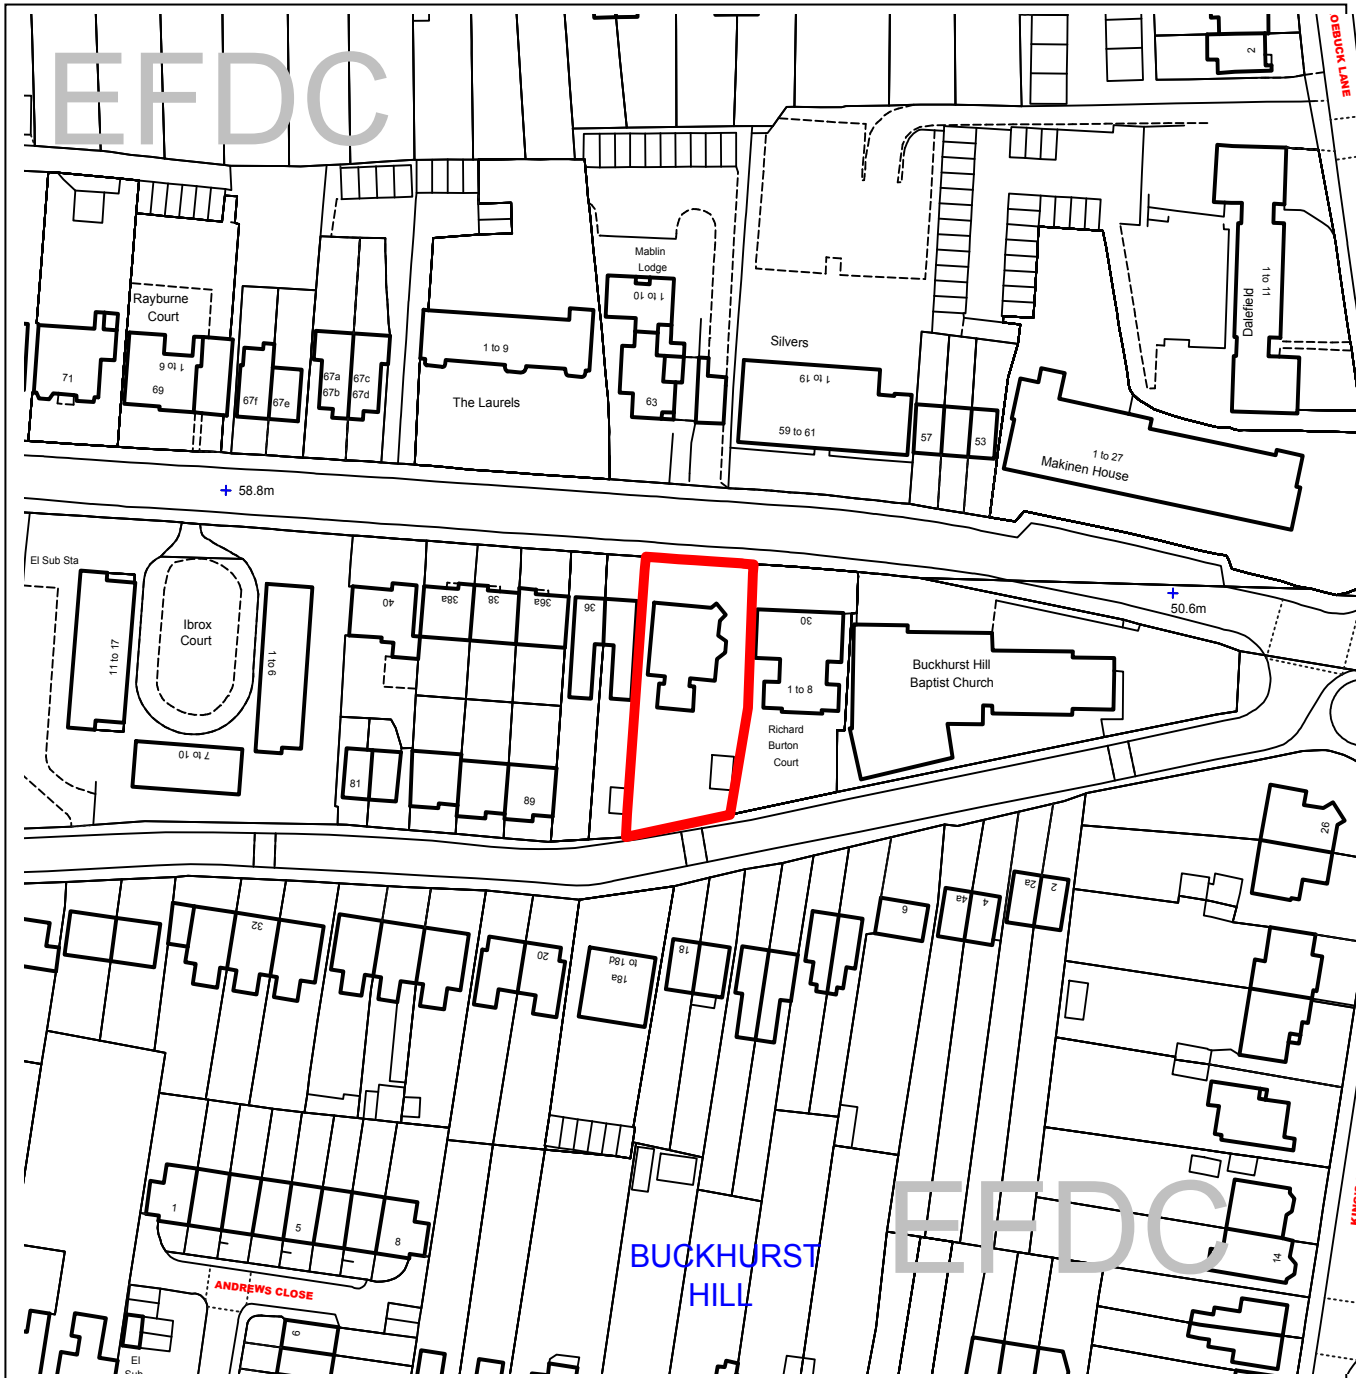 EFDC
OEBUCK LANE
2
Rayburne
Court
1 to 6
69
71
67f
67e
67a
67b
67c
67d
1 to 9
The Laurels
Mablin
Lodge
1 to 10
63
Silvers
1 to 19
59 to 61
57
53
1 to 27
Makinen House
Dalefield
1 to 11
58.8m
50.6m
El Sub Sta
Ibrox
Court
11 to 17
1 to 6
7 to 10
40
38a
38
36a
36
30
1 to 8
Richard
Burton
Court
Buckhurst Hill
Baptist Church
81
89
26
32
20
18a
to 18d
18
6
4a
4
2a
2
1
5
8
ANDREWS CLOSE
9
El
BUCKHURST
HILL
EFDC
14